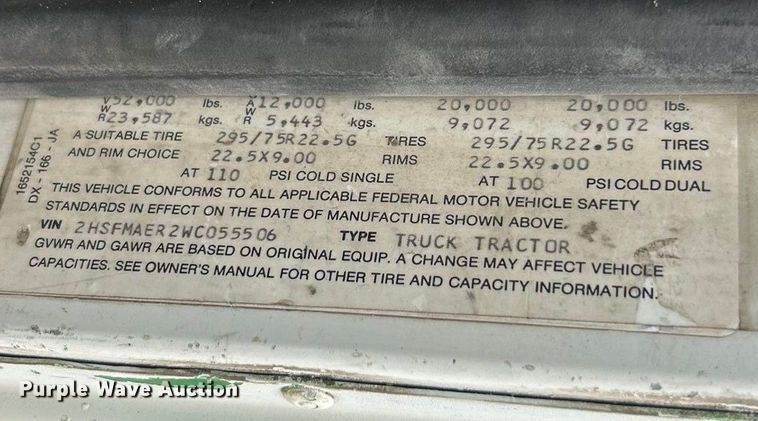 V52,000 lbs. 12,000 lbs. 20,000 20,000 lbs.
WR23,587 kgs. WR 5,443 kgs. 9,072 9,072 kgs.
A SUITABLE TIRE 295/75R22.5G TIRES 295/75R22.5G TIRES
AND RIM CHOICE 22.5X9.00 RIMS 22.5X9.00 RIMS
AT 110 PSI COLD SINGLE AT 100 PSI COLD DUAL
THIS VEHICLE CONFORMS TO ALL APPLICABLE FEDERAL MOTOR VEHICLE SAFETY
STANDARDS IN EFFECT ON THE DATE OF MANUFACTURE SHOWN ABOVE.
VIN 2HSFMAER2WC055506 TYPE TRUCK TRACTOR
GVWR AND GAWR ARE BASED ON ORIGINAL EQUIP. A CHANGE MAY AFFECT VEHICLE
CAPACITIES. SEE OWNER'S MANUAL FOR OTHER TIRE AND CAPACITY INFORMATION.
1652154C1
DX - 166 - JA
Purple Wave Auction